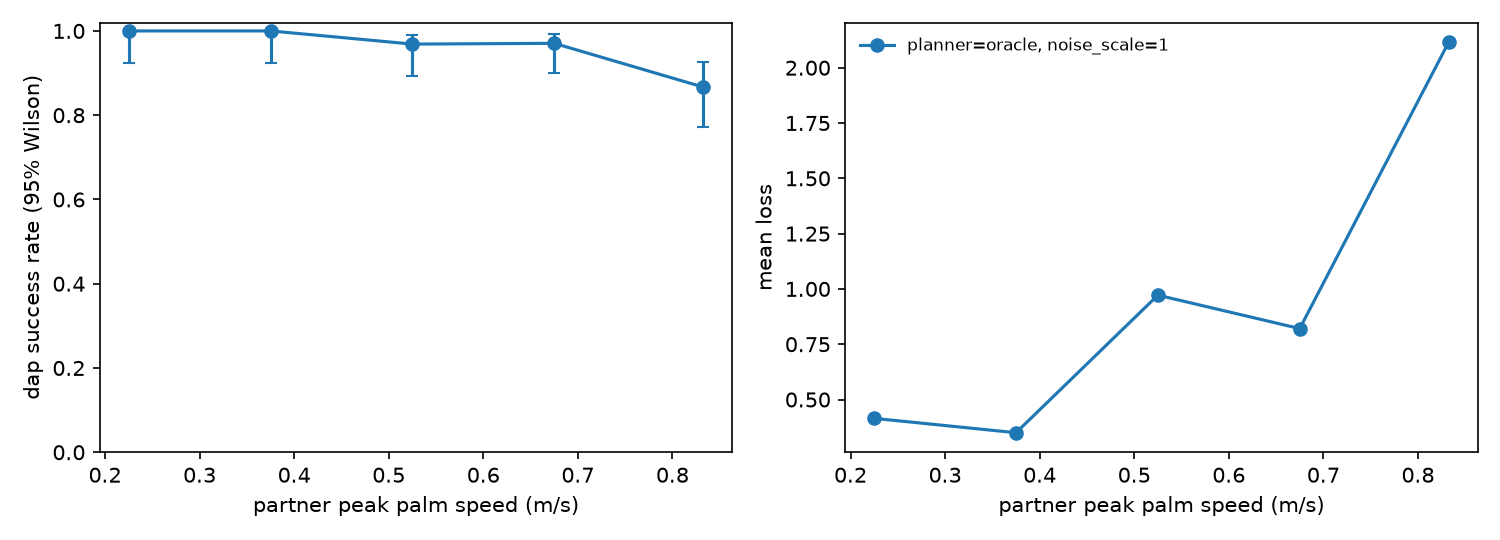 1.0
0.8
0.6
0.4
0.2
0.0
0.2 0.3 0.4 0.5 0.6 0.7 0.8
partner peak palm speed (m/s)
dap success rate (95% Wilson)
planner=oracle, noise_scale=1
2.00
1.75
1.50
1.25
1.00
0.75
0.50
0.2 0.3 0.4 0.5 0.6 0.7 0.8
partner peak palm speed (m/s)
mean loss